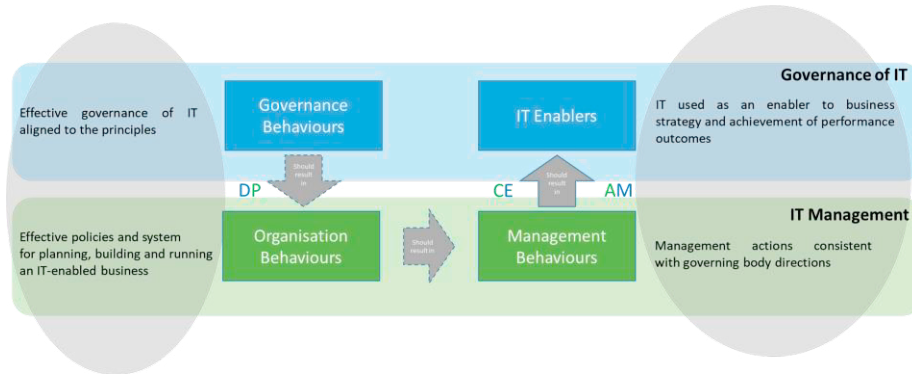 Governance of IT
Effective governance of IT
aligned to the principles
Governance
Behaviours
IT Enablers
IT used as an enabler to business
strategy and achievement of performance
outcomes
Should
result
in
Should
result
in
DP
CE
AM
IT Management
Effective policies and system
for planning, building and running
an IT-enabled business
Organisation
Behaviours
Should
result in
Management
Behaviours
Management actions consistent
with governing body directions